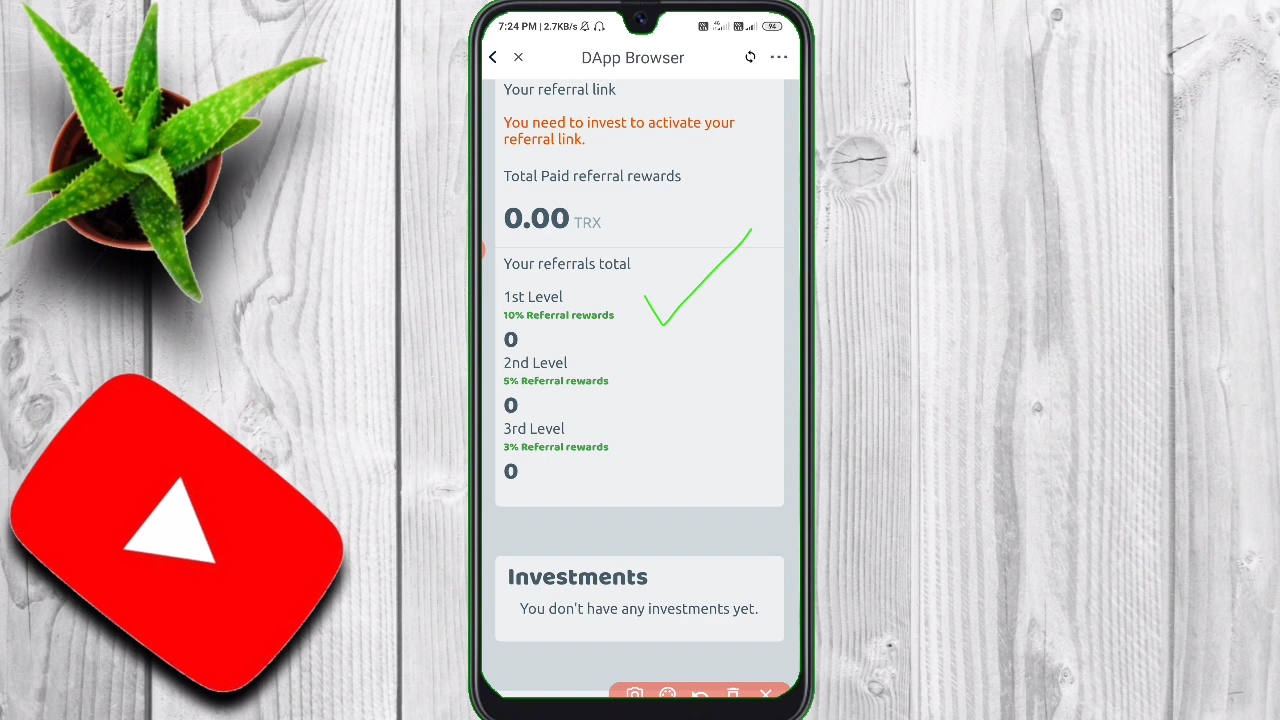 7:24 PM | 2.7KB/s
4G
94
DApp Browser
Your referral link
You need to invest to activate your
referral link.
Total Paid referral rewards
0.00 TRX
Your referrals total
1st Level
10% Referral rewards
0
2nd Level
5% Referral rewards
0
3rd Level
3% Referral rewards
0
Investments
You don't have any investments yet.